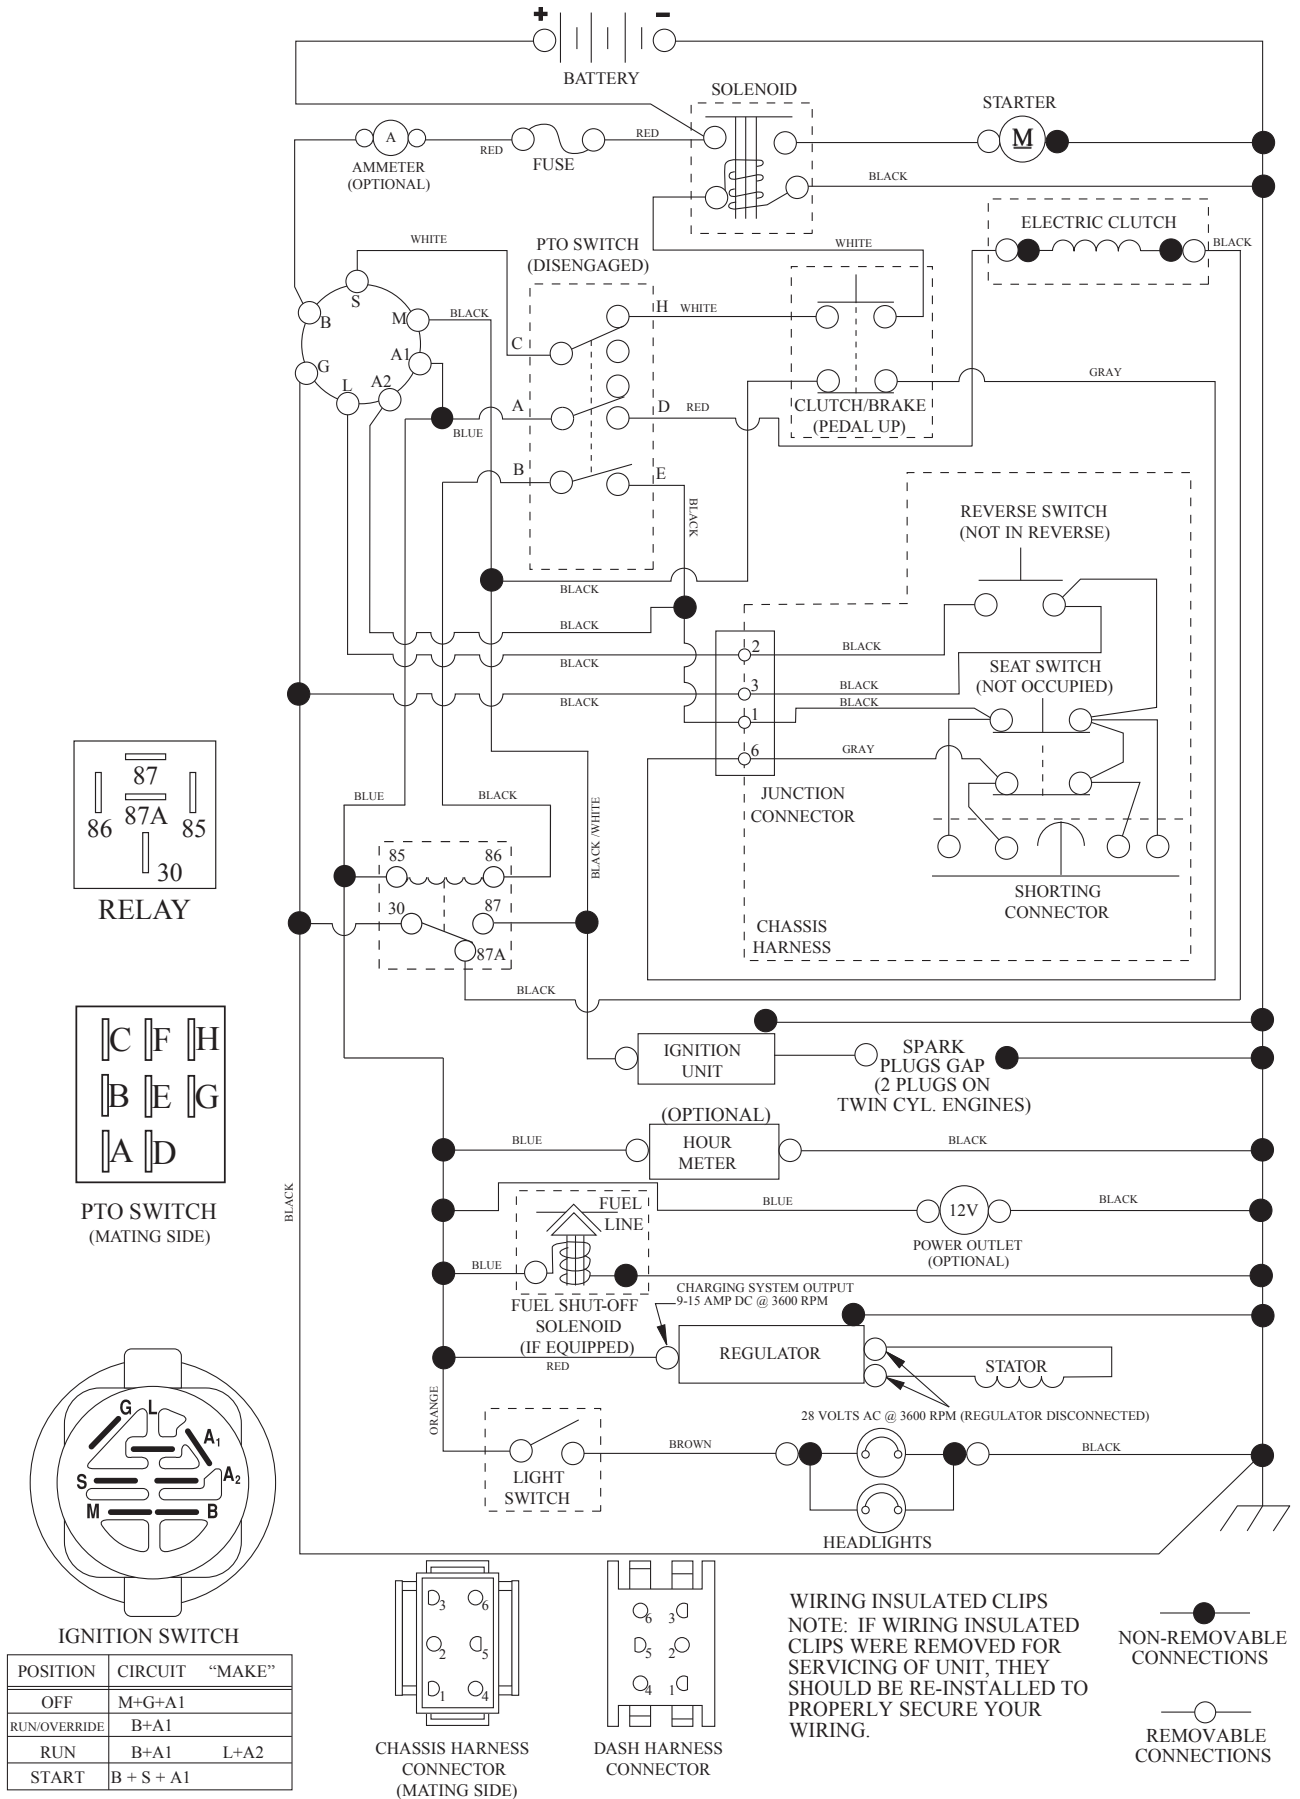 +
-
BATTERY
SOLENOID
STARTER
A
RED
FUSE
RED
M
AMMETER
(OPTIONAL)
BLACK
ELECTRIC CLUTCH
WHITE
PTO SWITCH
(DISENGAGED)
WHITE
BLACK
S
B
M
BLACK
H
WHITE
C
G
A1
L
A2
GRAY
A
BLUE
D
RED
CLUTCH/BRAKE
(PEDAL UP)
B
E
BLACK
REVERSE SWITCH
(NOT IN REVERSE)
BLACK
BLACK
BLACK
2
BLACK
SEAT SWITCH
(NOT OCCUPIED)
3
BLACK
BLACK
BLACK
1
6
GRAY
JUNCTION
CONNECTOR
87
86
87A
85
30
RELAY
BLUE
BLACK
BLACK /WHITE
85
86
30
87
87A
SHORTING
CONNECTOR
CHASSIS
HARNESS
BLACK
C
F
H
B
E
G
A
D
PTO SWITCH
(MATING SIDE)
BLACK
IGNITION
UNIT
SPARK
PLUGS GAP
(2 PLUGS ON
TWIN CYL. ENGINES)
(OPTIONAL)
BLUE
HOUR
METER
BLACK
FUEL
LINE
BLUE
12V
BLACK
POWER OUTLET
(OPTIONAL)
BLUE
FUEL SHUT-OFF
SOLENOID
(IF EQUIPPED)
CHARGING SYSTEM OUTPUT
9-15 AMP DC @ 3600 RPM
RED
REGULATOR
STATOR
28 VOLTS AC @ 3600 RPM (REGULATOR DISCONNECTED)
ORANGE
LIGHT
SWITCH
BROWN
BLACK
HEADLIGHTS
G
L
A1
S
A2
M
B
IGNITION SWITCH
POSITION CIRCUIT “MAKE”
OFF M+G+A1
RUN/OVERRIDE B+A1
RUN B+A1 L+A2
START B + S + A1
3
6
2
5
1
4
CHASSIS HARNESS
CONNECTOR
(MATING SIDE)
6
3
5
2
4
1
DASH HARNESS
CONNECTOR
WIRING INSULATED CLIPS
NOTE: IF WIRING INSULATED
CLIPS WERE REMOVED FOR
SERVICING OF UNIT, THEY
SHOULD BE RE-INSTALLED TO
PROPERLY SECURE YOUR
WIRING.
NON-REMOVABLE
CONNECTIONS
REMOVABLE
CONNECTIONS